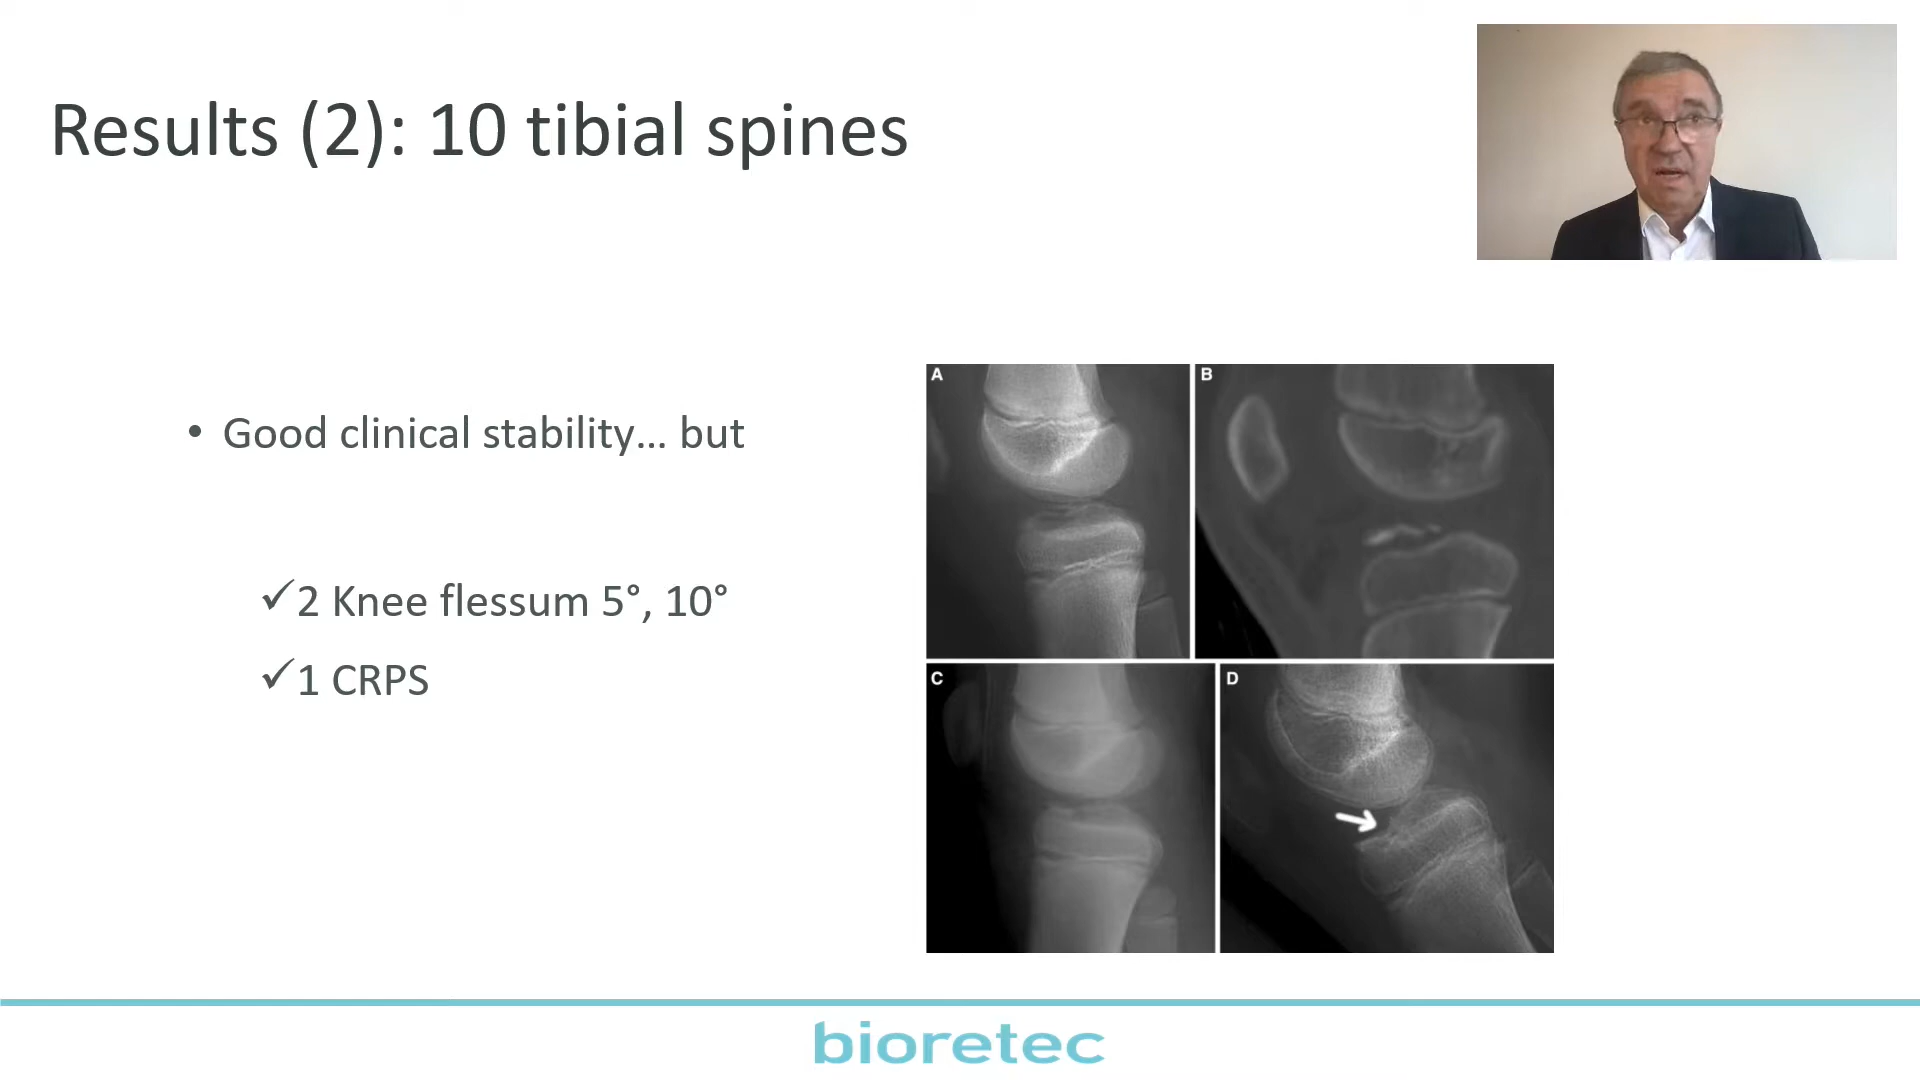 Results (2): 10 tibial spines
• Good clinical stability... but
✓2 Knee flessum 5°, 10°
✓1 CRPS
A
B
C
D
bioretec